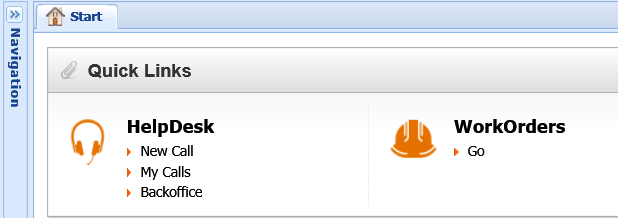 Start
Navigation
Quick Links
HelpDesk
New Call
My Calls
Backoffice
WorkOrders
Go